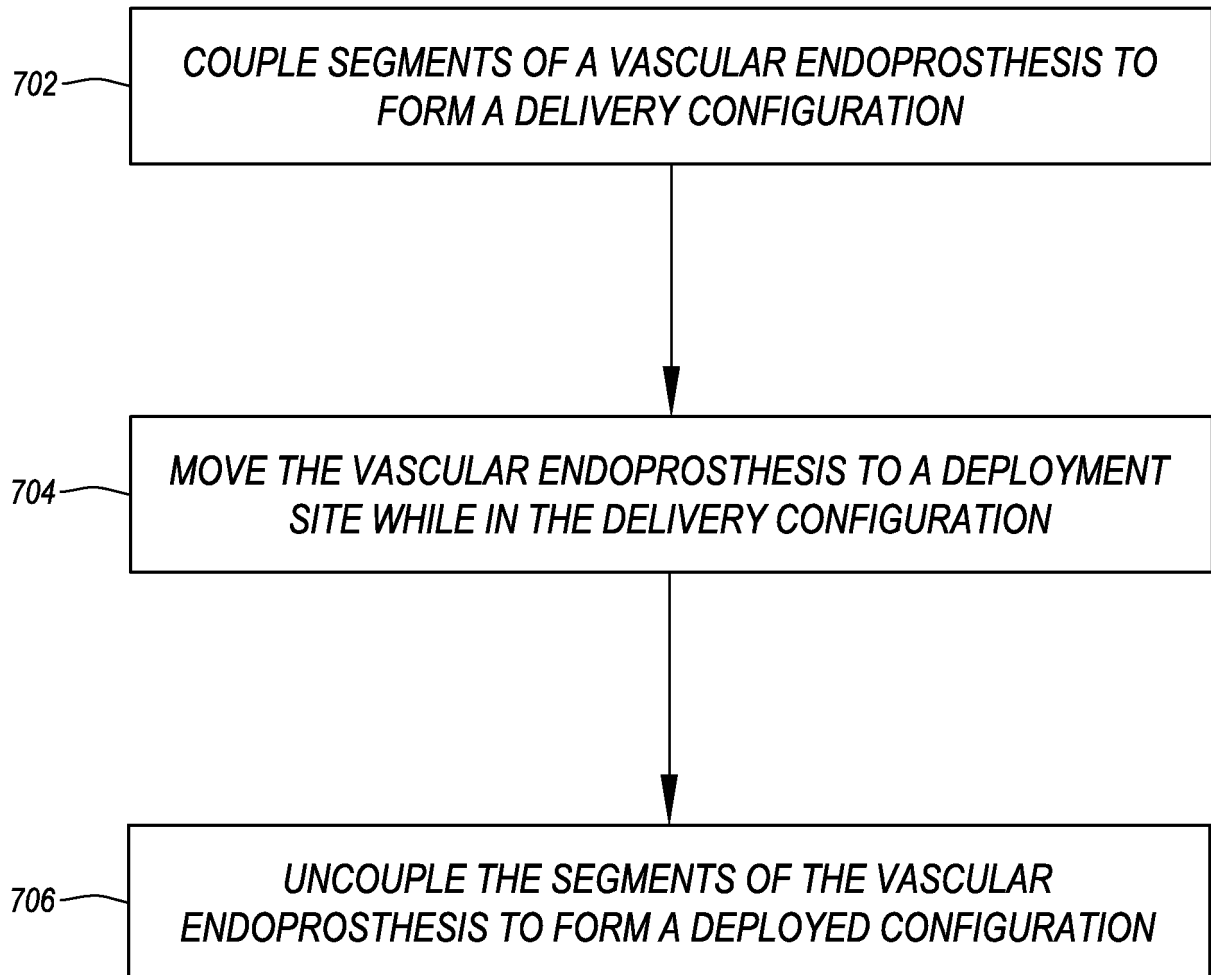 702
COUPLE SEGMENTS OF A VASCULAR ENDOPROSTHESIS TO
FORM A DELIVERY CONFIGURATION
704
MOVE THE VASCULAR ENDOPROSTHESIS TO A DEPLOYMENT
SITE WHILE IN THE DELIVERY CONFIGURATION
706
UNCOUPLE THE SEGMENTS OF THE VASCULAR
ENDOPROSTHESIS TO FORM A DEPLOYED CONFIGURATION